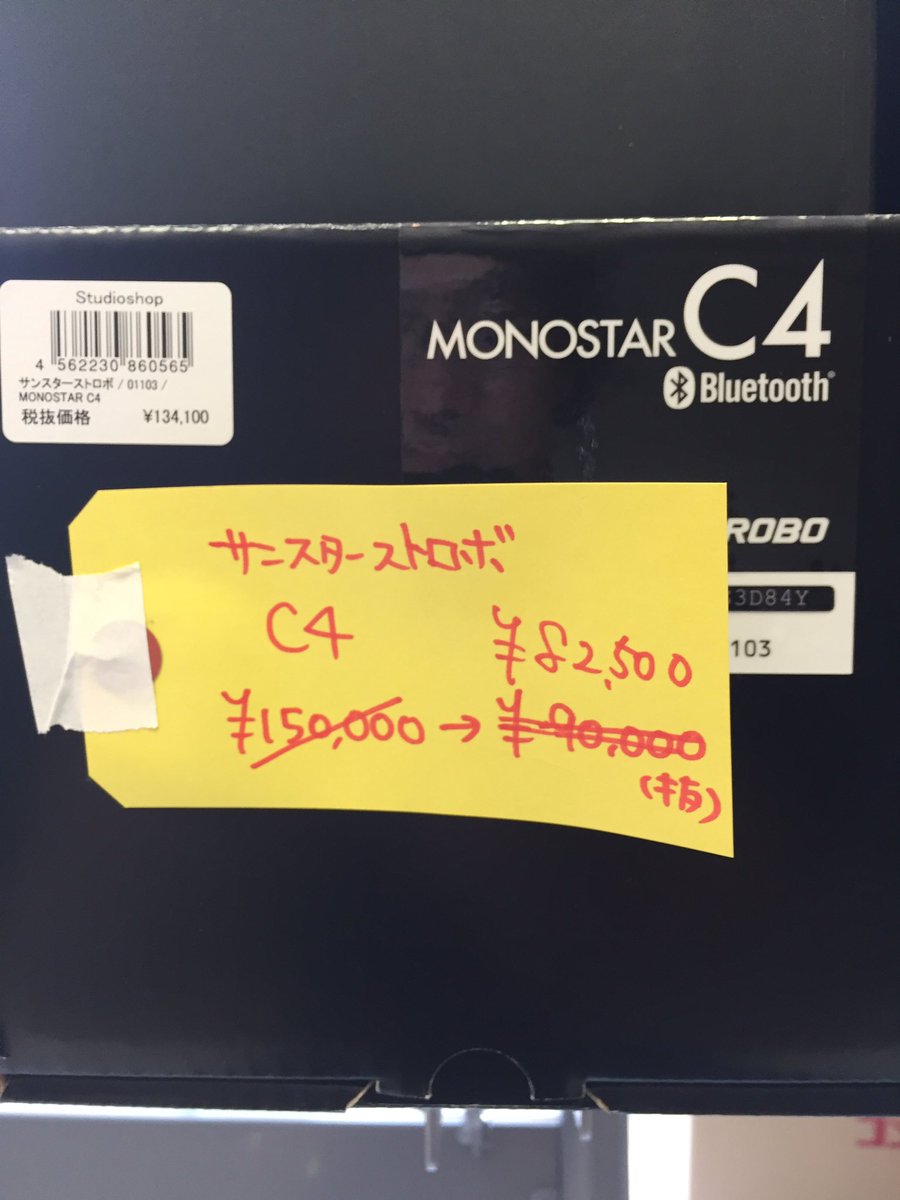 Studioshop
4 562230 860565
サンスターストロボ / 01103 /
MONOSTAR C4
税抜価格 ¥134,100
MONOSTAR C4
Bluetooth®
ROBO
3D84Y
103
サンスターストロボ
C4
¥82,500
¥150,000 → ¥90,000
(抜)